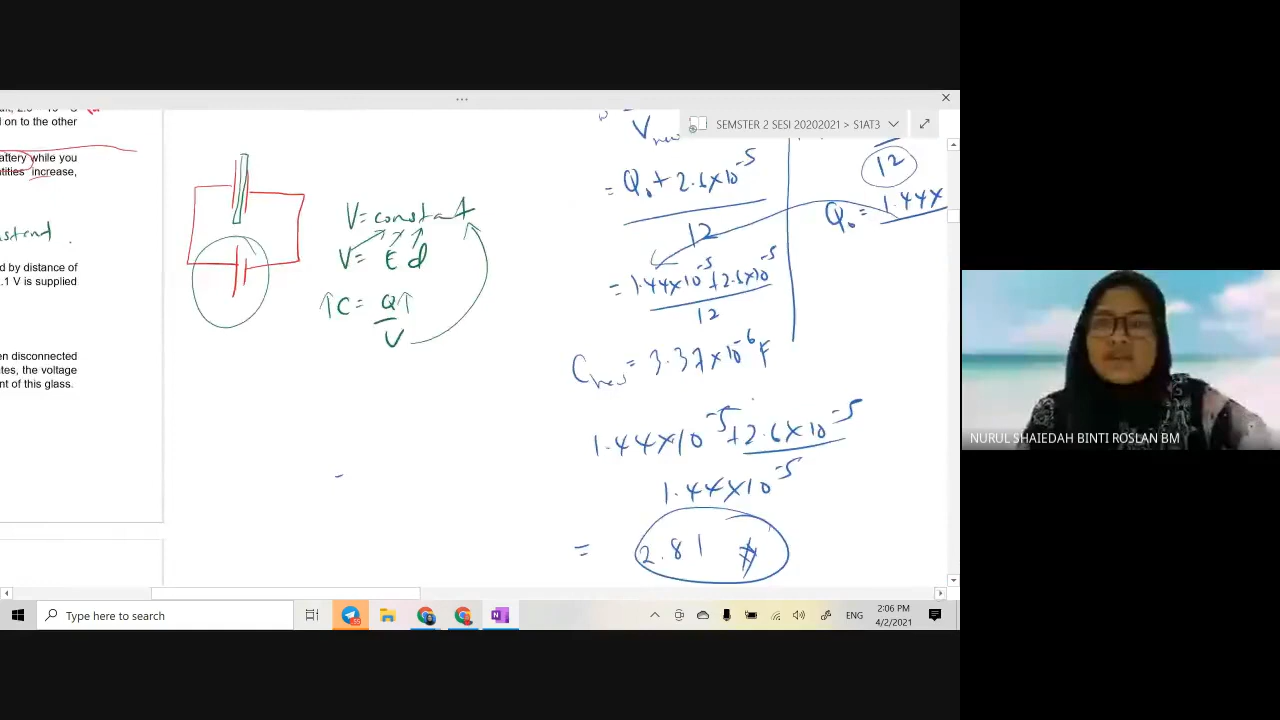 on to the other
attery while you
tities increase,
stand.
V = constant
V = E d
↑C = Q↑
V
ed by distance of
.1 V is supplied
en disconnected
tes, the voltage
nt of this glass.
SEMSTER 2 SESI 20202021 > S1AT3
V new
= Q₀ + 2.6x10⁻⁵
12
= 1.44x10⁻⁵ + 2.6x10⁻⁵
12
C new = 3.37x10⁻⁶ F
1.44x10⁻⁵ + 2.6x10⁻⁵
1.44x10⁻⁵
= 2.81 #
12
Q₀ = 1.44x
NURUL SHAIEDAH BINTI ROSLAN BM
Type here to search
ENG
2:06 PM
4/2/2021